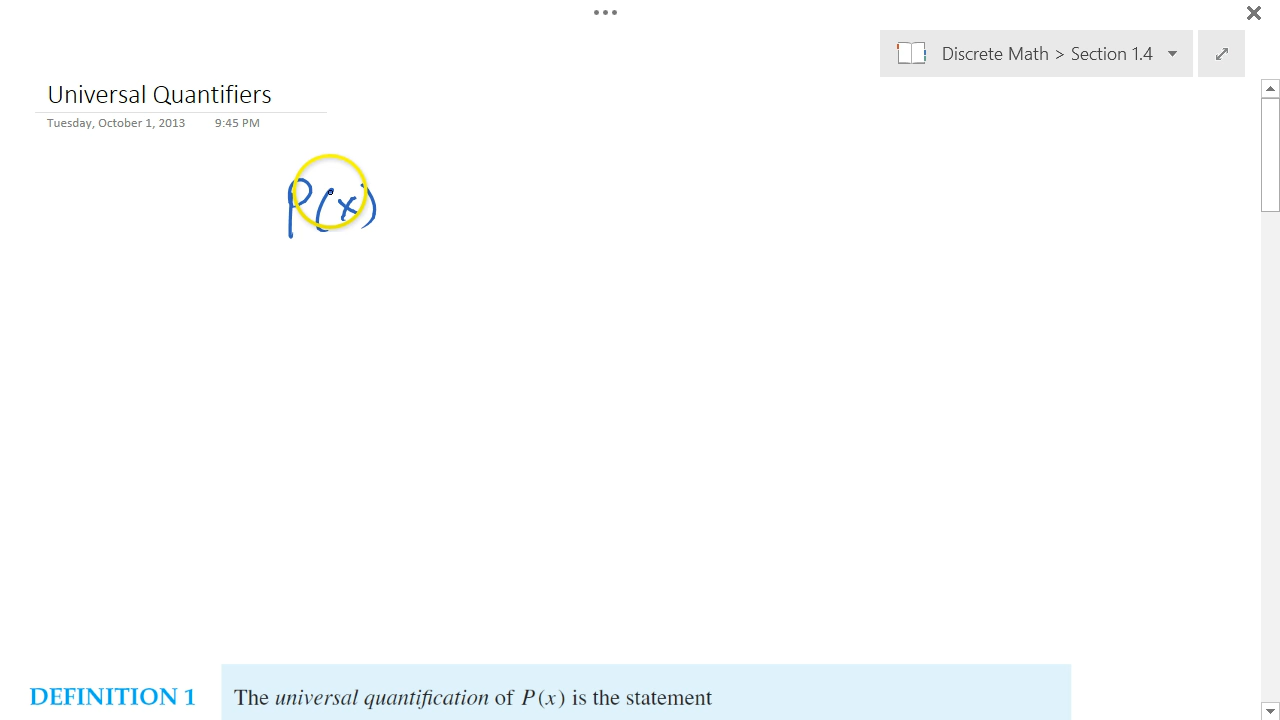 Discrete Math > Section 1.4
Universal Quantifiers
Tuesday, October 1, 2013 9:45 PM
P(x)
DEFINITION 1 The universal quantification of P(x) is the statement